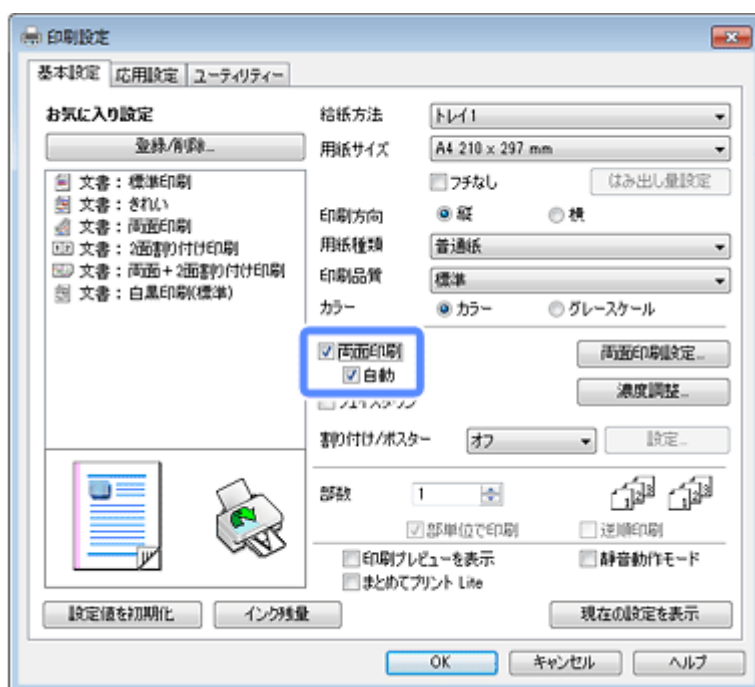 印刷設定
基本設定 応用設定 ユーティリティー
お気に入り設定
登録/削除...
文書：標準印刷
文書：きれい
文書：両面印刷
文書：2面割り付け印刷
文書：両面+2面割り付け印刷
文書：白黒印刷(標準)
給紙方法 トレイ1
用紙サイズ A4 210 x 297 mm
フチなし はみ出し量設定
印刷方向 縦 横
用紙種類 普通紙
印刷品質 標準
カラー カラー グレースケール
両面印刷 両面印刷設定...
自動
濃度調整...
割り付け/ポスター オフ 設定...
部数 1
部単位で印刷 逆順印刷
印刷プレビューを表示 静音動作モード
まとめてプリント Lite
設定値を初期化 インク残量 現在の設定を表示
OK キャンセル ヘルプ